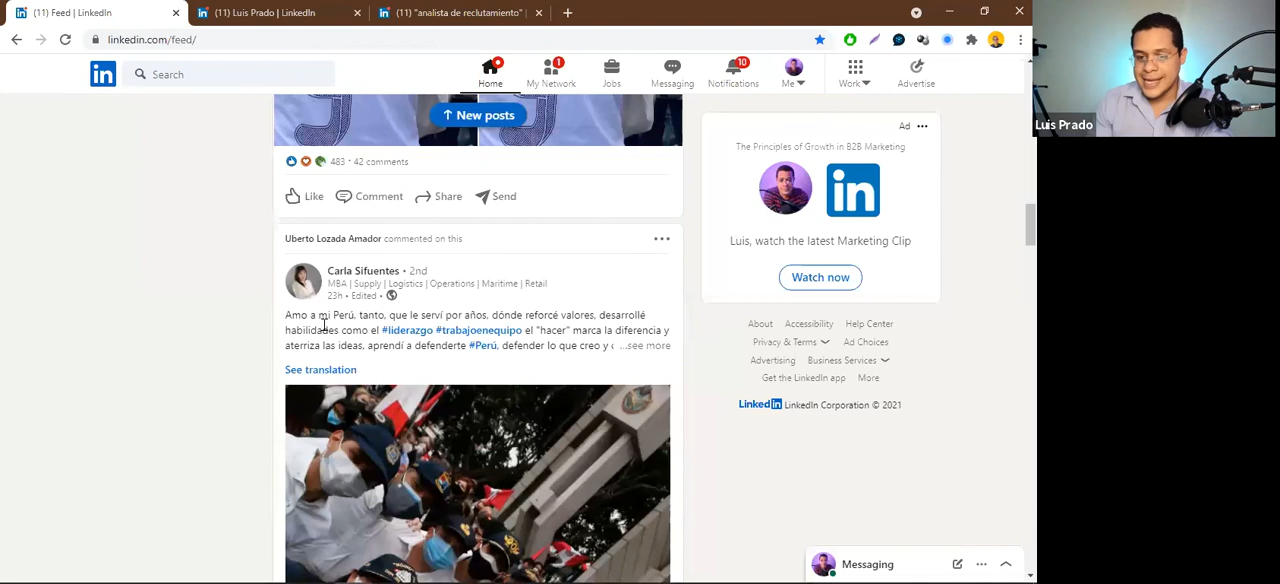 (11) Feed | LinkedIn
(11) Luis Prado | LinkedIn
(11) "analista de reclutamiento" |
linkedin.com/feed/
in
Search
Home
1
My Network
Jobs
Messaging
10
Notifications
Me
Work
Advertise
Luis Prado
New posts
483 · 42 comments
Like
Comment
Share
Send
Uberto Lozada Amador commented on this
Carla Sifuentes • 2nd
MBA | Supply | Logistics | Operations | Maritime | Retail
23h • Edited •
Amo a mi Perú, tanto, que le serví por años, dónde reforcé valores, desarrollé
habilidades como el #liderazgo #trabajoenequipo el "hacer" marca la diferencia y
aterriza las ideas, aprendí a defenderte #Perú, defender lo que creo y ...see more
See translation
Ad
The Principles of Growth in B2B Marketing
in
Luis, watch the latest Marketing Clip
Watch now
About Accessibility Help Center
Privacy & Terms Ad Choices
Advertising Business Services
Get the LinkedIn app More
LinkedIn LinkedIn Corporation © 2021
Messaging